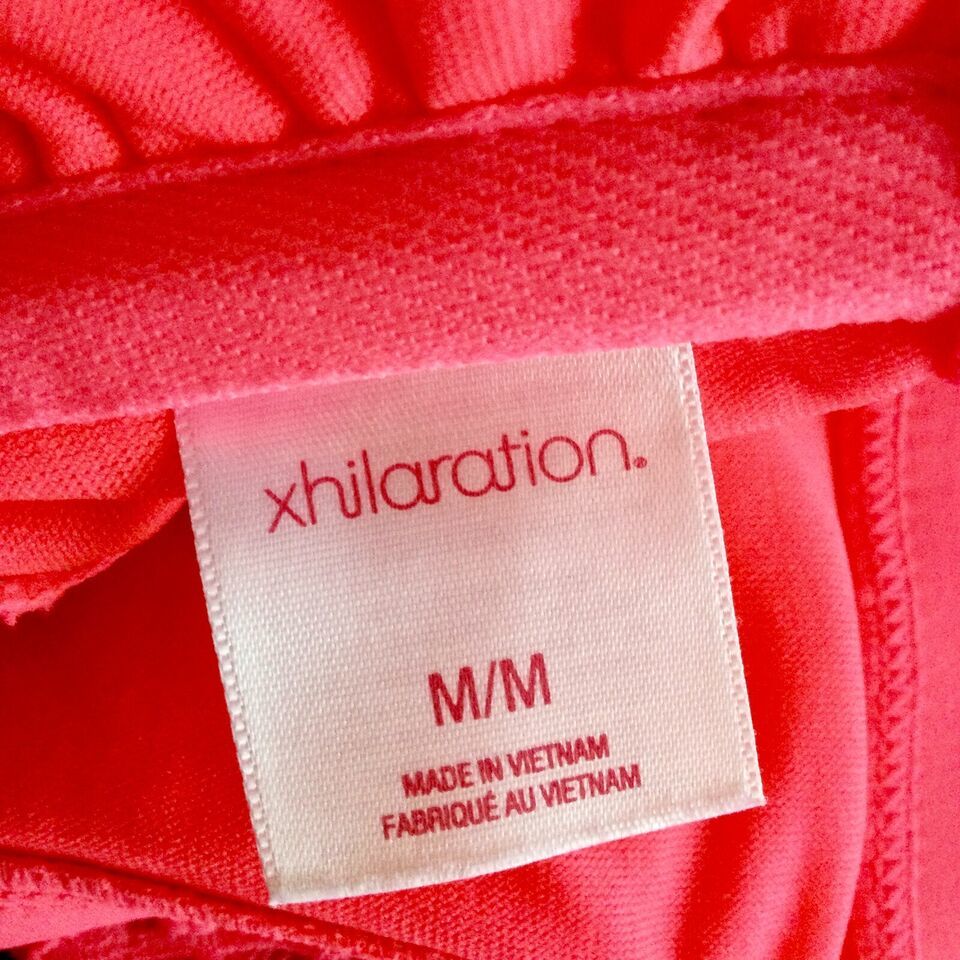 xhilaration.®
M/M
MADE IN VIETNAM
FABRIQUÉ AU VIETNAM